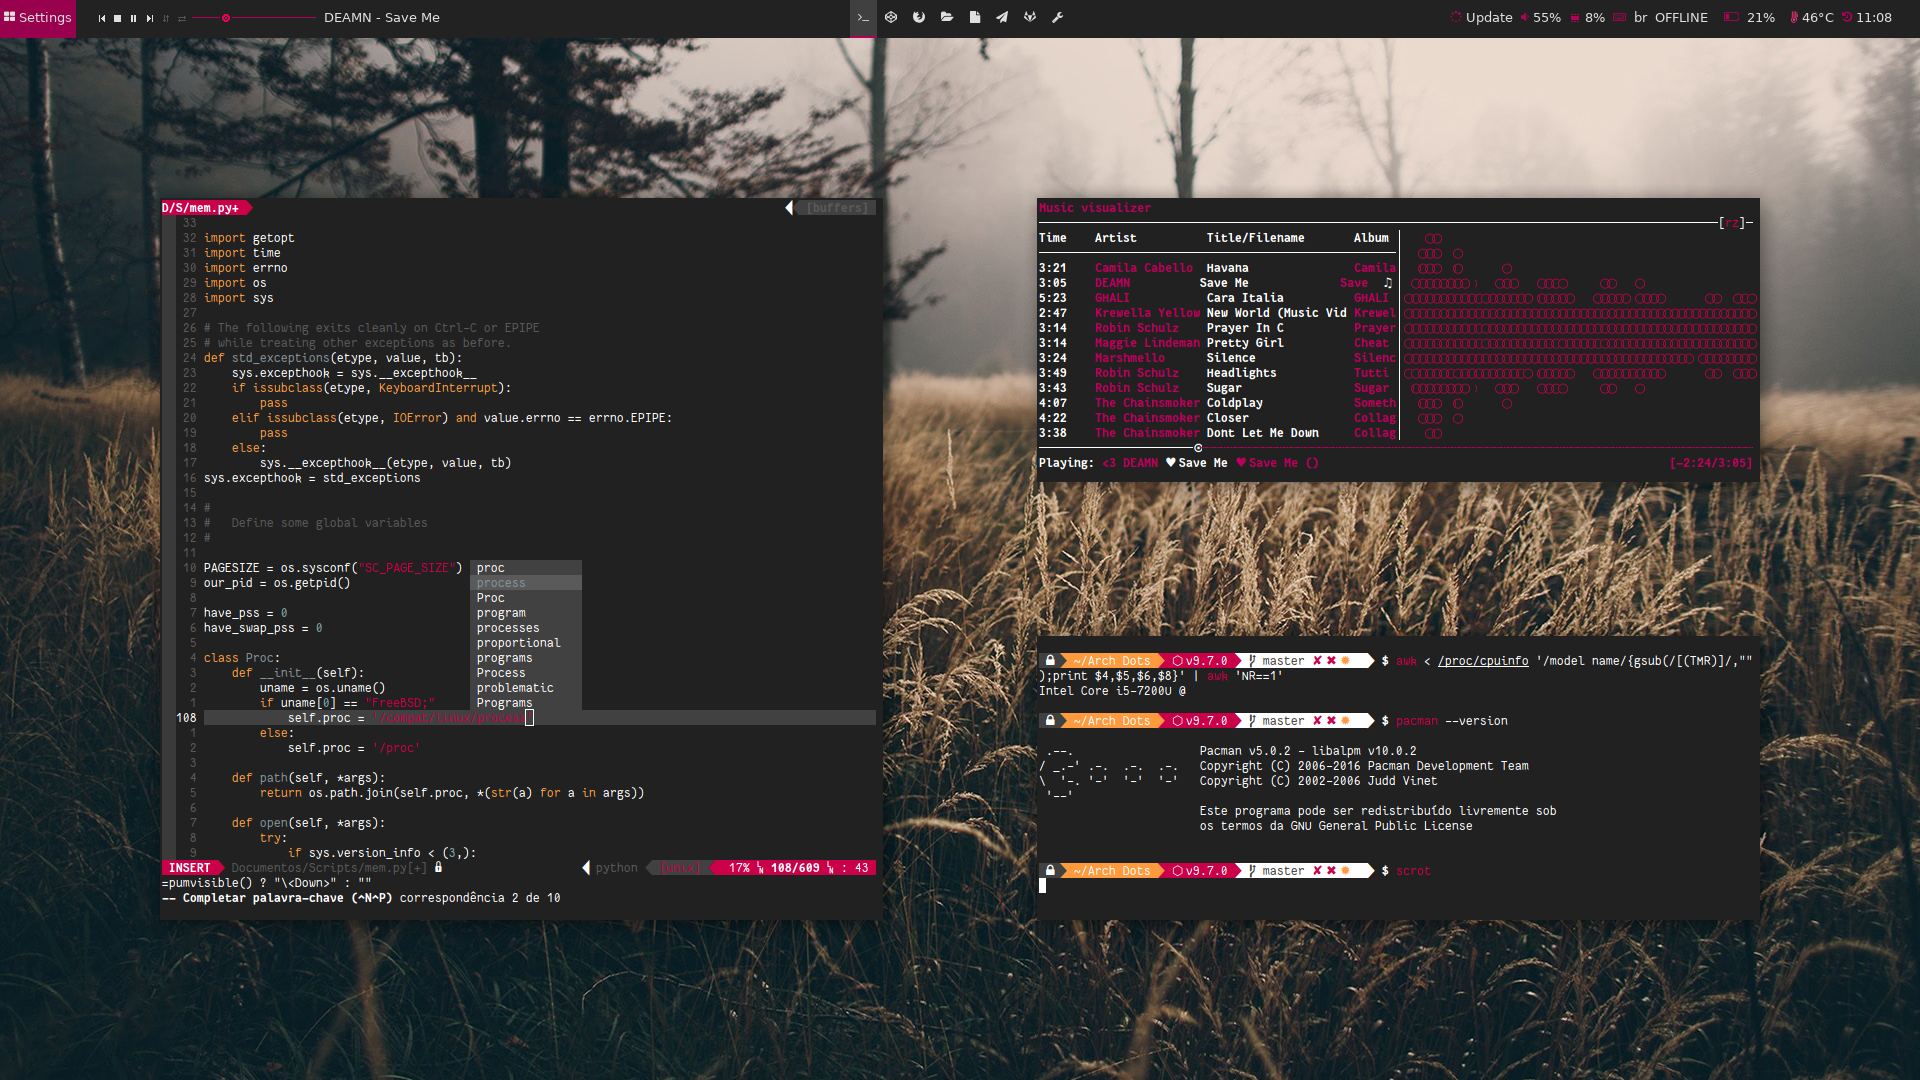 Settings
DEAMN - Save Me
Update 55% 8% br OFFLINE 21% 46°C 11:08
D/S/mem.py+ [buffers]
33
32 import getopt
31 import time
30 import errno
29 import os
28 import sys
27
26 # The following exits cleanly on Ctrl-C or EPIPE
25 # while treating other exceptions as before.
24 def std_exceptions(etype, value, tb):
23 sys.excepthook = sys.__excepthook__
22 if issubclass(etype, KeyboardInterrupt):
21 pass
20 elif issubclass(etype, IOError) and value.errno == errno.EPIPE:
19 pass
18 else:
17 sys.__excepthook__(etype, value, tb)
16 sys.excepthook = std_exceptions
15
14 #
13 #   Define some global variables
12 #
11
10 PAGESIZE = os.sysconf("SC_PAGE_SIZE")
9 our_pid = os.getpid()
8
7 have_pss = 0
6 have_swap_pss = 0
5
4 class Proc:
3 def __init__(self):
2 uname = os.uname()
1 if uname[0] == "FreeBSD;"
108 self.proc = '/compat/linux/process
1 else:
2 self.proc = '/proc'
3
4 def path(self, *args):
5 return os.path.join(self.proc, *(str(a) for a in args))
6
7 def open(self, *args):
8 try:
9 if sys.version_info < (3,):
proc
process
Proc
program
processes
proportional
programs
Process
problematic
Programs
INSERT Documentos/Scripts/mem.py[+] python [unix] 17% 108/609 : 43
=pumvisible() ? "\<Down>" : ""
-- Completar palavra-chave (^N^P) correspondência 2 de 10
Music visualizer
[rz]
Time Artist Title/Filename Album
3:21 Camila Cabello Havana Camila
3:05 DEAMN Save Me Save ♫
5:23 GHALI Cara Italia GHALI
2:47 Krewella Yellow New World (Music Vid Krewel
3:14 Robin Schulz Prayer In C Prayer
3:14 Maggie Lindeman Pretty Girl Cheat
3:24 Marshmello Silence Silenc
3:49 Robin Schulz Headlights Tutti
3:43 Robin Schulz Sugar Sugar
4:07 The Chainsmoker Coldplay Someth
4:22 The Chainsmoker Closer Collag
3:38 The Chainsmoker Dont Let Me Down Collag
Playing: <3 DEAMN ♥ Save Me ♥ Save Me () [-2:24/3:05]
~/Arch Dots v9.7.0 master ✘ ✖ $ awk < /proc/cpuinfo '/model name/{gsub(/[(TMR)]/,""
);print $4,$5,$6,$8}' | awk 'NR==1'
Intel Core i5-7200U @
~/Arch Dots v9.7.0 master ✘ ✖ $ pacman --version
.--.                  Pacman v5.0.2 - libalpm v10.0.2
/ _.-' .-.  .-.  .-.   Copyright (C) 2006-2016 Pacman Development Team
\  '-. '-'  '-'  '-'   Copyright (C) 2002-2006 Judd Vinet
'--'
Este programa pode ser redistribuído livremente sob
os termos da GNU General Public License
~/Arch Dots v9.7.0 master ✘ ✖ $ scrot